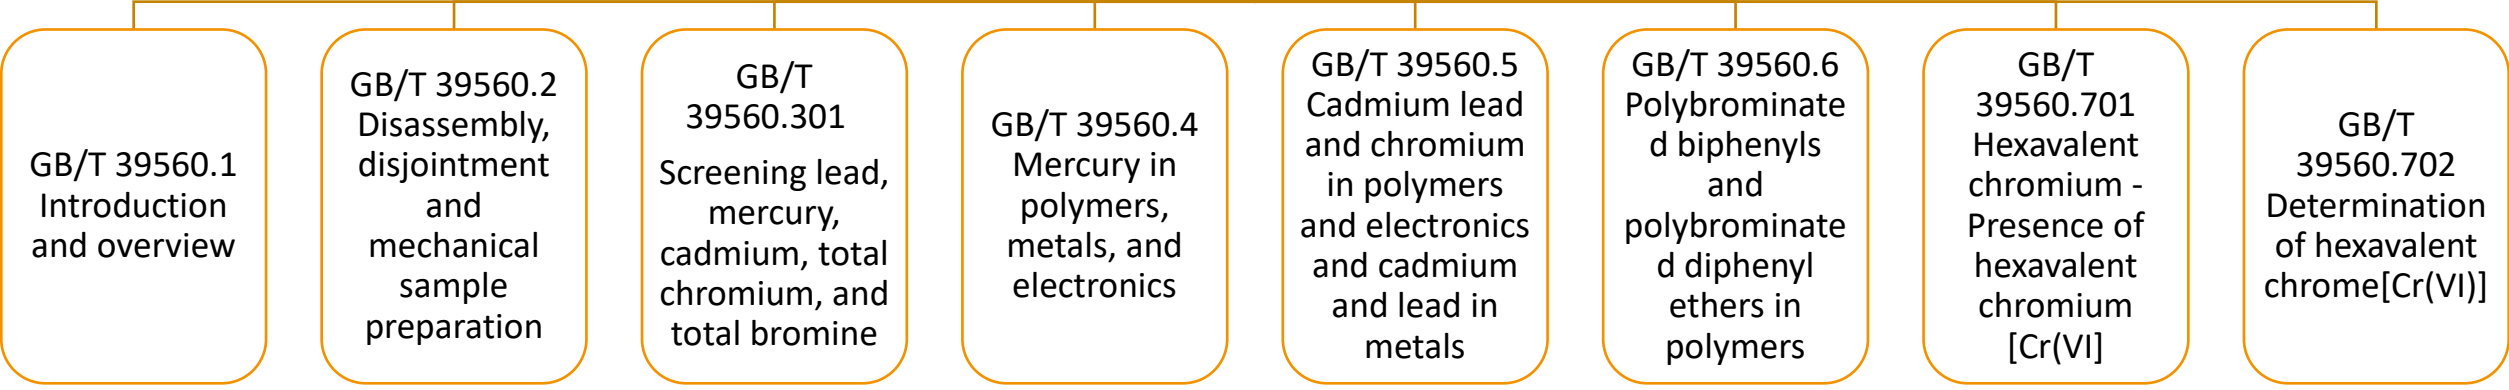 GB/T 39560.1
Introduction
and overview
GB/T 39560.2
Disassembly,
disjointment
and
mechanical
sample
preparation
GB/T
39560.301
Screening lead,
mercury,
cadmium, total
chromium, and
total bromine
GB/T 39560.4
Mercury in
polymers,
metals, and
electronics
GB/T 39560.5
Cadmium lead
and chromium
in polymers
and electronics
and cadmium
and lead in
metals
GB/T 39560.6
Polybrominate
d biphenyls
and
polybrominate
d diphenyl
ethers in
polymers
GB/T
39560.701
Hexavalent
chromium -
Presence of
hexavalent
chromium
[Cr(VI]
GB/T
39560.702
Determination
of hexavalent
chrome[Cr(VI)]